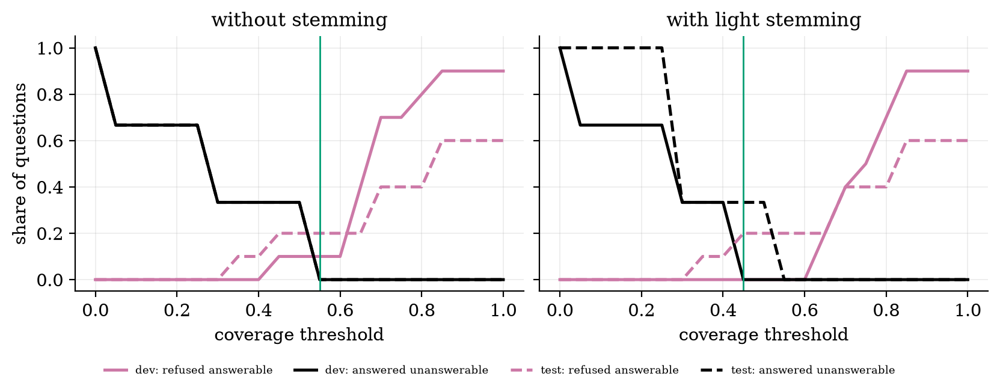 without stemming
with light stemming
share of questions
1.0
0.8
0.6
0.4
0.2
0.0
0.0 0.2 0.4 0.6 0.8 1.0
0.0 0.2 0.4 0.6 0.8 1.0
coverage threshold
coverage threshold
dev: refused answerable
dev: answered unanswerable
test: refused answerable
test: answered unanswerable